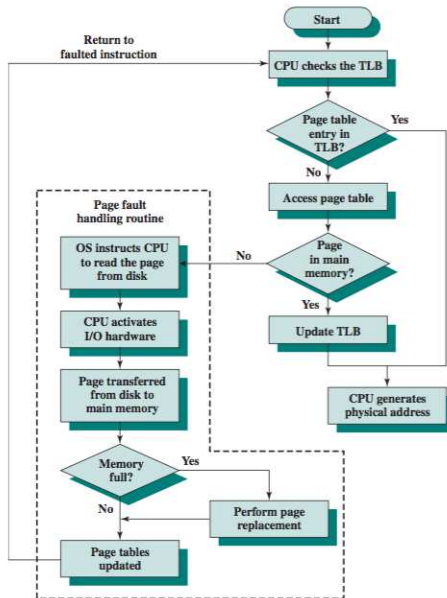 Start
Return to
faulted instruction
CPU checks the TLB
Page table
entry in
TLB?
Yes
No
Access page table
Page fault
handling routine
OS instructs CPU
to read the page
from disk
No
Page
in main
memory?
Yes
CPU activates
I/O hardware
Update TLB
Page transferred
from disk to
main memory
CPU generates
physical address
Memory
full?
Yes
No
Perform page
replacement
Page tables
updated